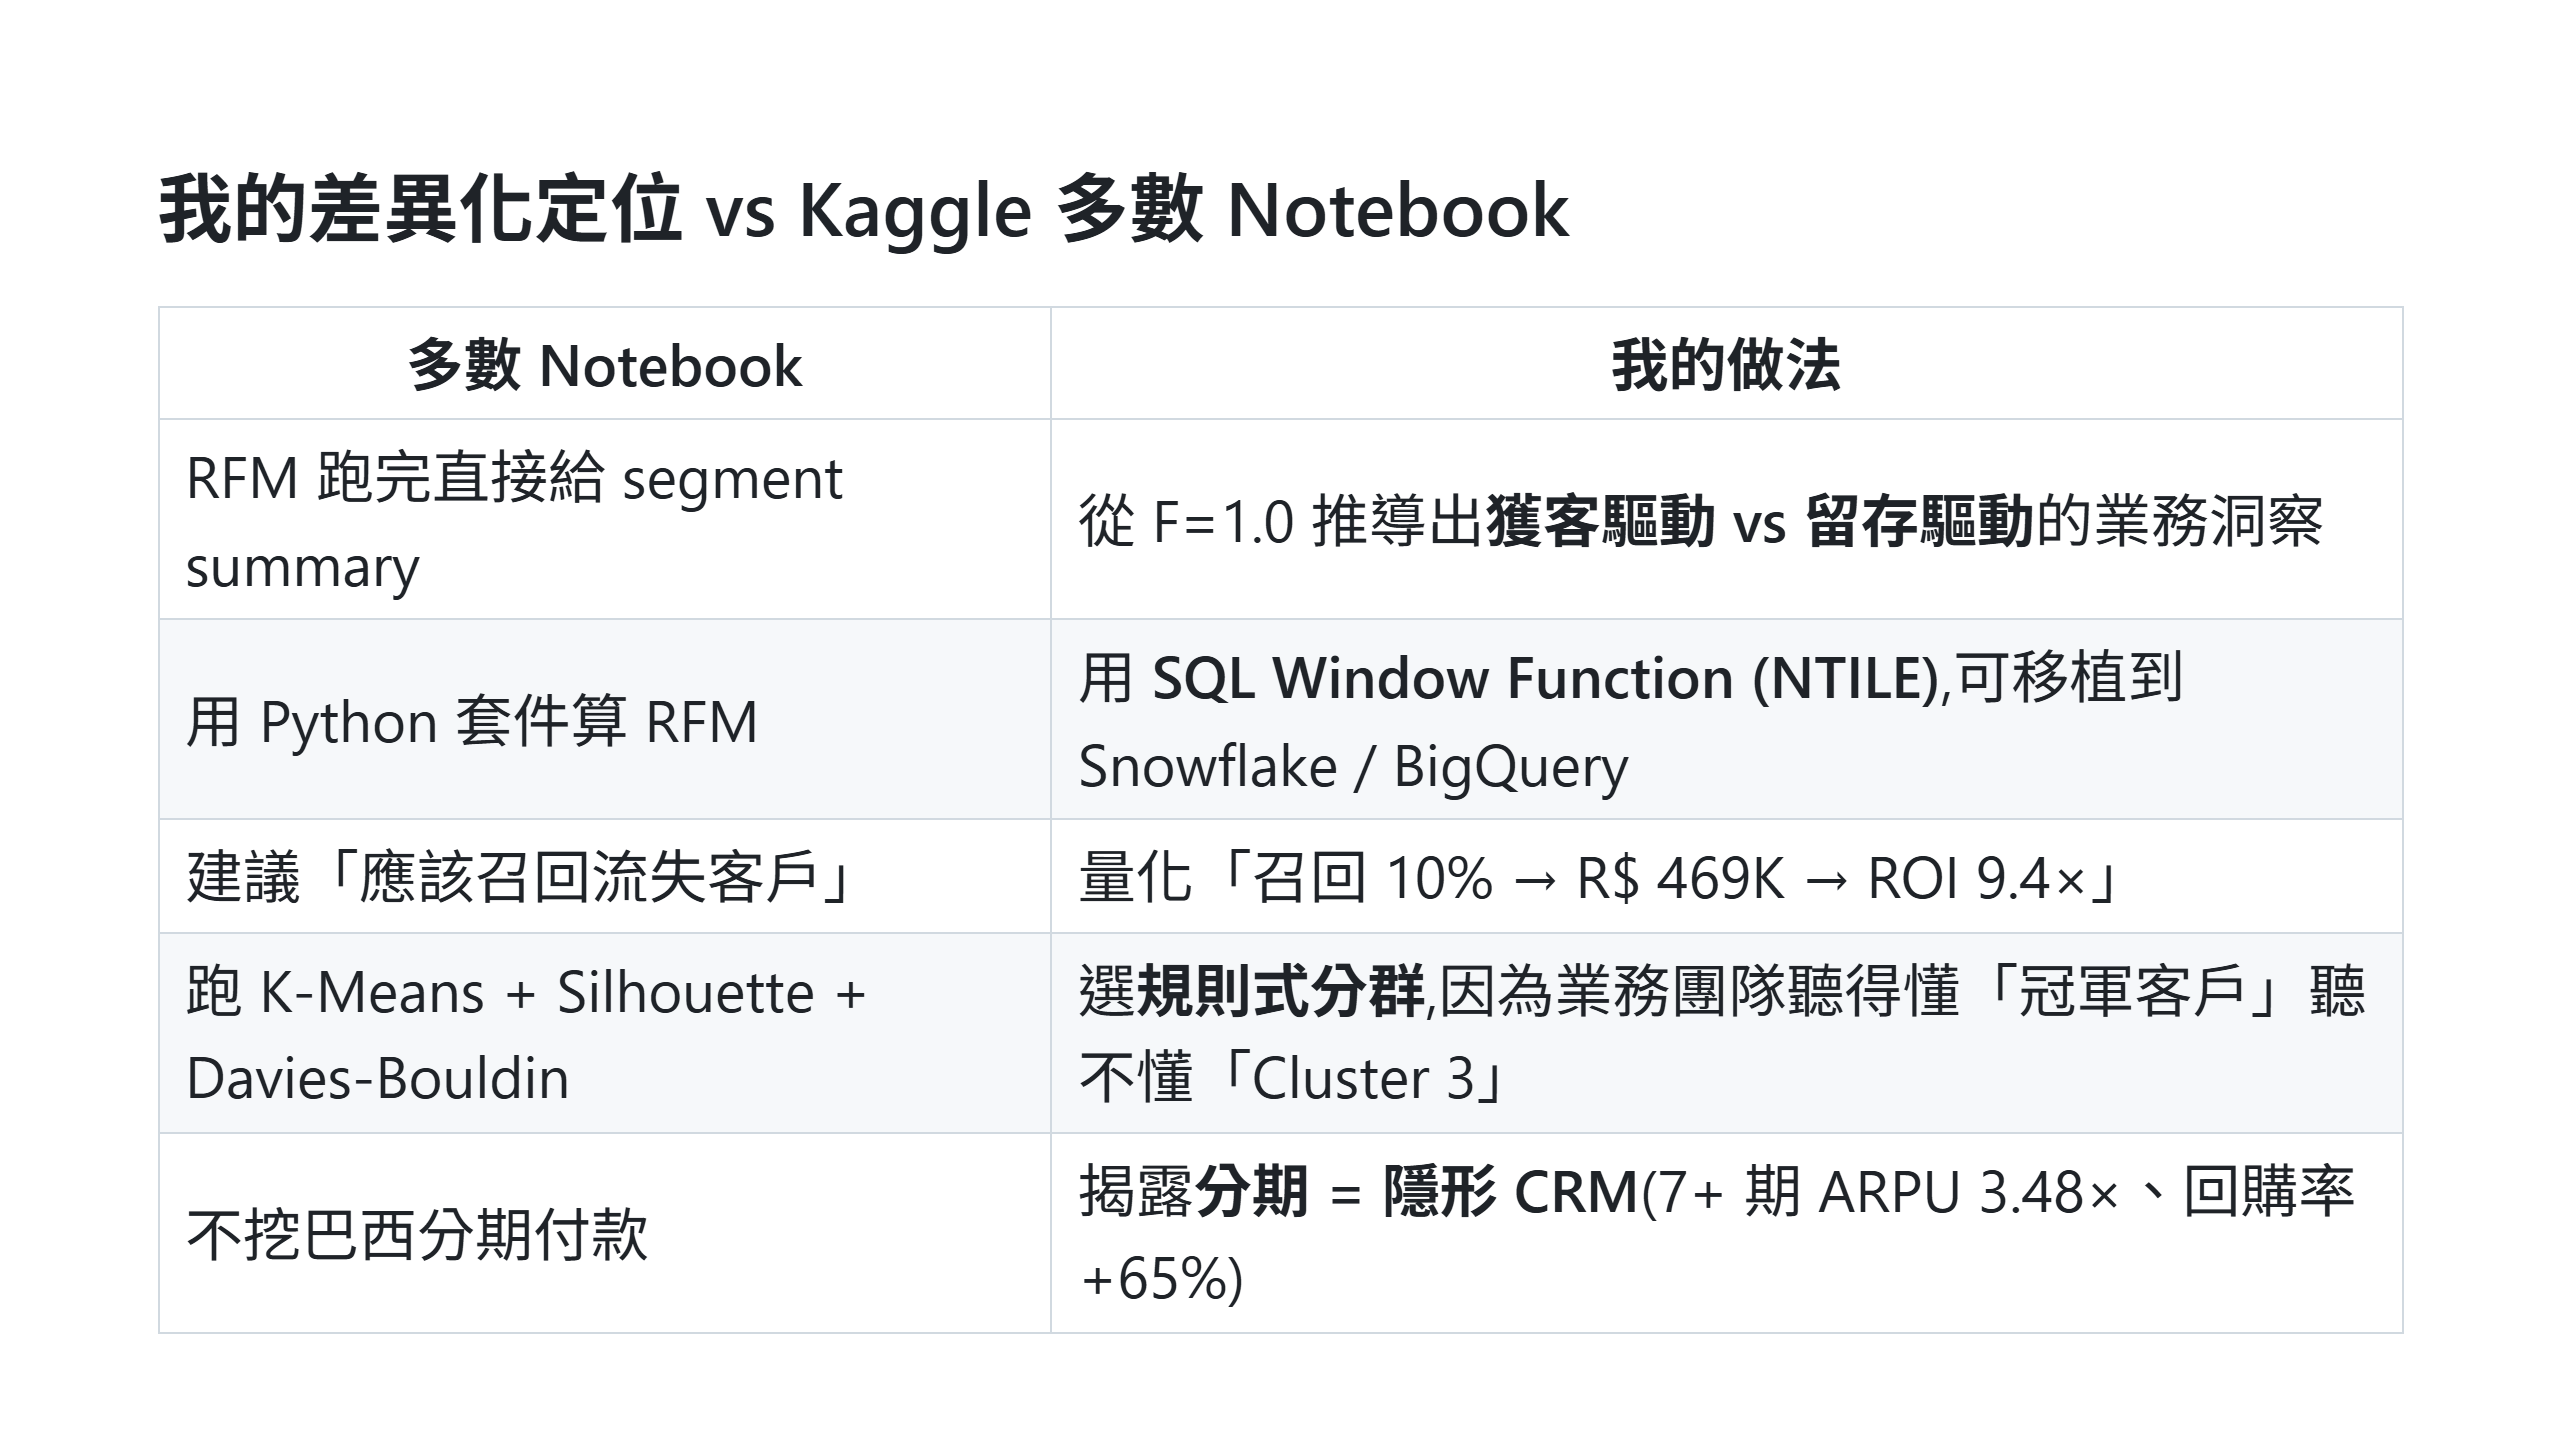 我的差異化定位 vs Kaggle 多數 Notebook
多數 Notebook
我的做法
RFM 跑完直接給 segment
summary
從 F=1.0 推導出獲客驅動 vs 留存驅動的業務洞察
用 Python 套件算 RFM
用 SQL Window Function (NTILE),可移植到
Snowflake / BigQuery
建議「應該召回流失客戶」
量化「召回 10% → R$ 469K → ROI 9.4×」
跑 K-Means + Silhouette +
Davies-Bouldin
選規則式分群,因為業務團隊聽得懂「冠軍客戶」聽
不懂「Cluster 3」
不挖巴西分期付款
揭露分期 = 隱形 CRM(7+ 期 ARPU 3.48×、回購率
+65%)